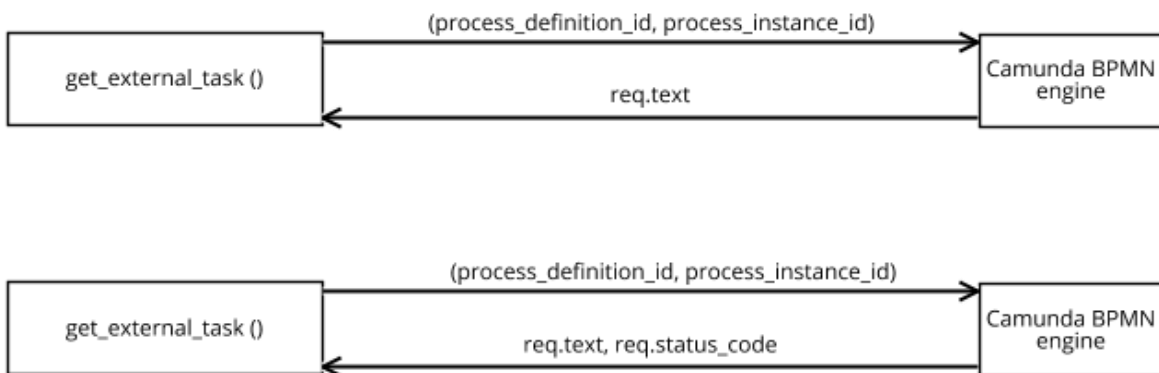 (process_definition_id, process_instance_id)
get_external_task ()
Camunda BPMN
engine
req.text
(process_definition_id, process_instance_id)
get_external_task ()
Camunda BPMN
engine
req.text, req.status_code